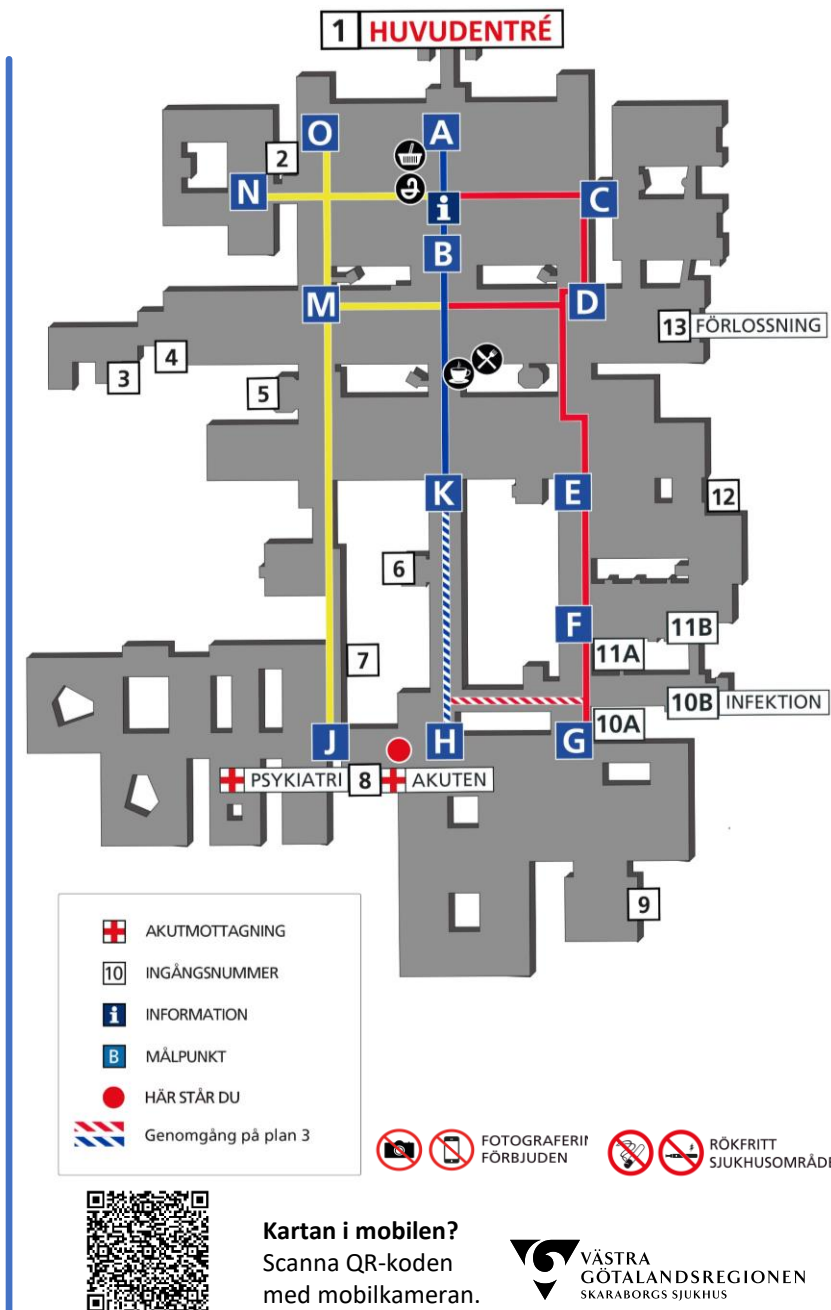 1 HUVUDENTRÉ
O
A
2
N
C
i
B
M
D
13 FÖRLOSSNING
4
3
5
K
E
12
6
F
11B
11A
7
10B INFEKTION
10A
J
H
G
PSYKIATRI 8 AKUTEN
9
AKUTMOTTAGNING
10 INGÅNGSNUMMER
i INFORMATION
B MÅLPUNKT
HÄR STÅR DU
Genomgång på plan 3
FOTOGRAFERIN
FÖRBJUDEN
RÖKFRITT
SJUKHUSOMRÅDE
Kartan i mobilen?
Scanna QR-koden
med mobilkameran.
VÄSTRA
GÖTALANDSREGIONEN
SKARABORGS SJUKHUS